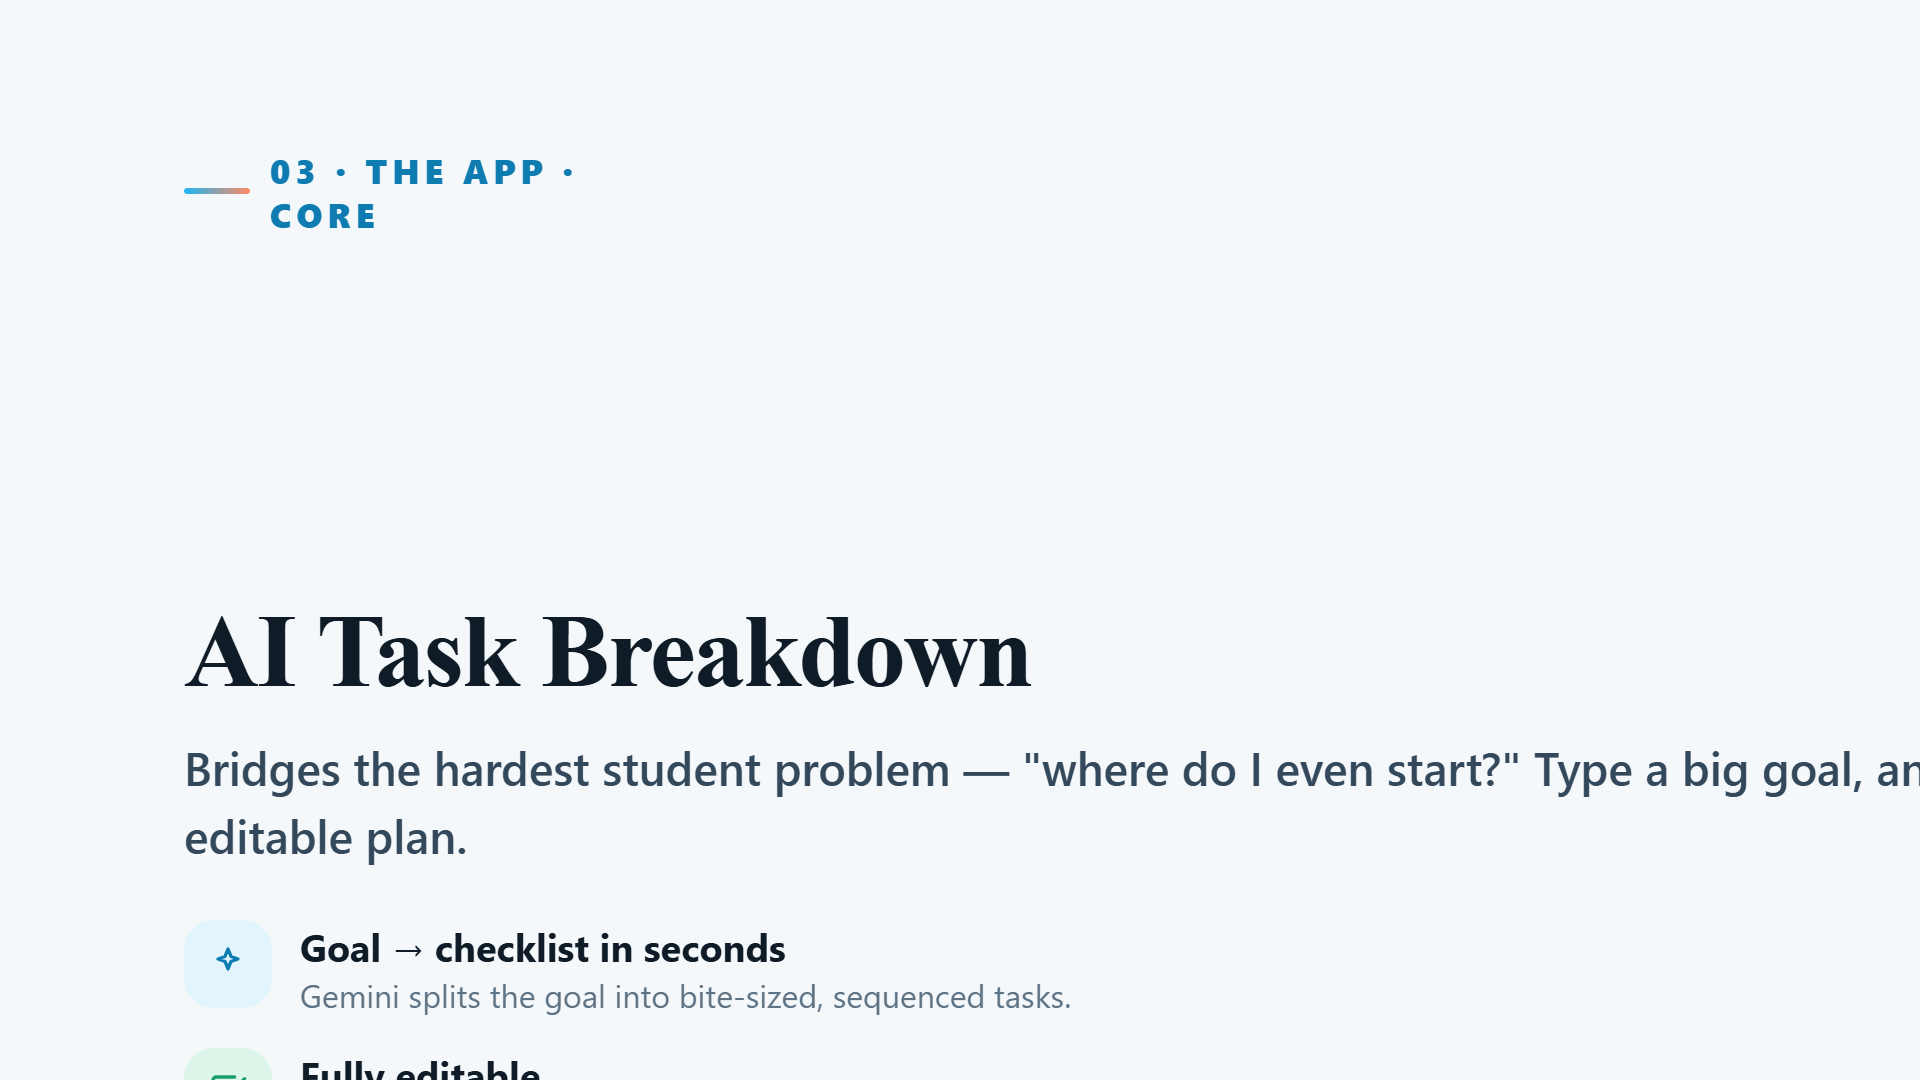 03 · THE APP ·
CORE
AI Task Breakdown
Bridges the hardest student problem — "where do I even start?" Type a big goal, an
editable plan.
Goal → checklist in seconds
Gemini splits the goal into bite-sized, sequenced tasks.
Fully editable